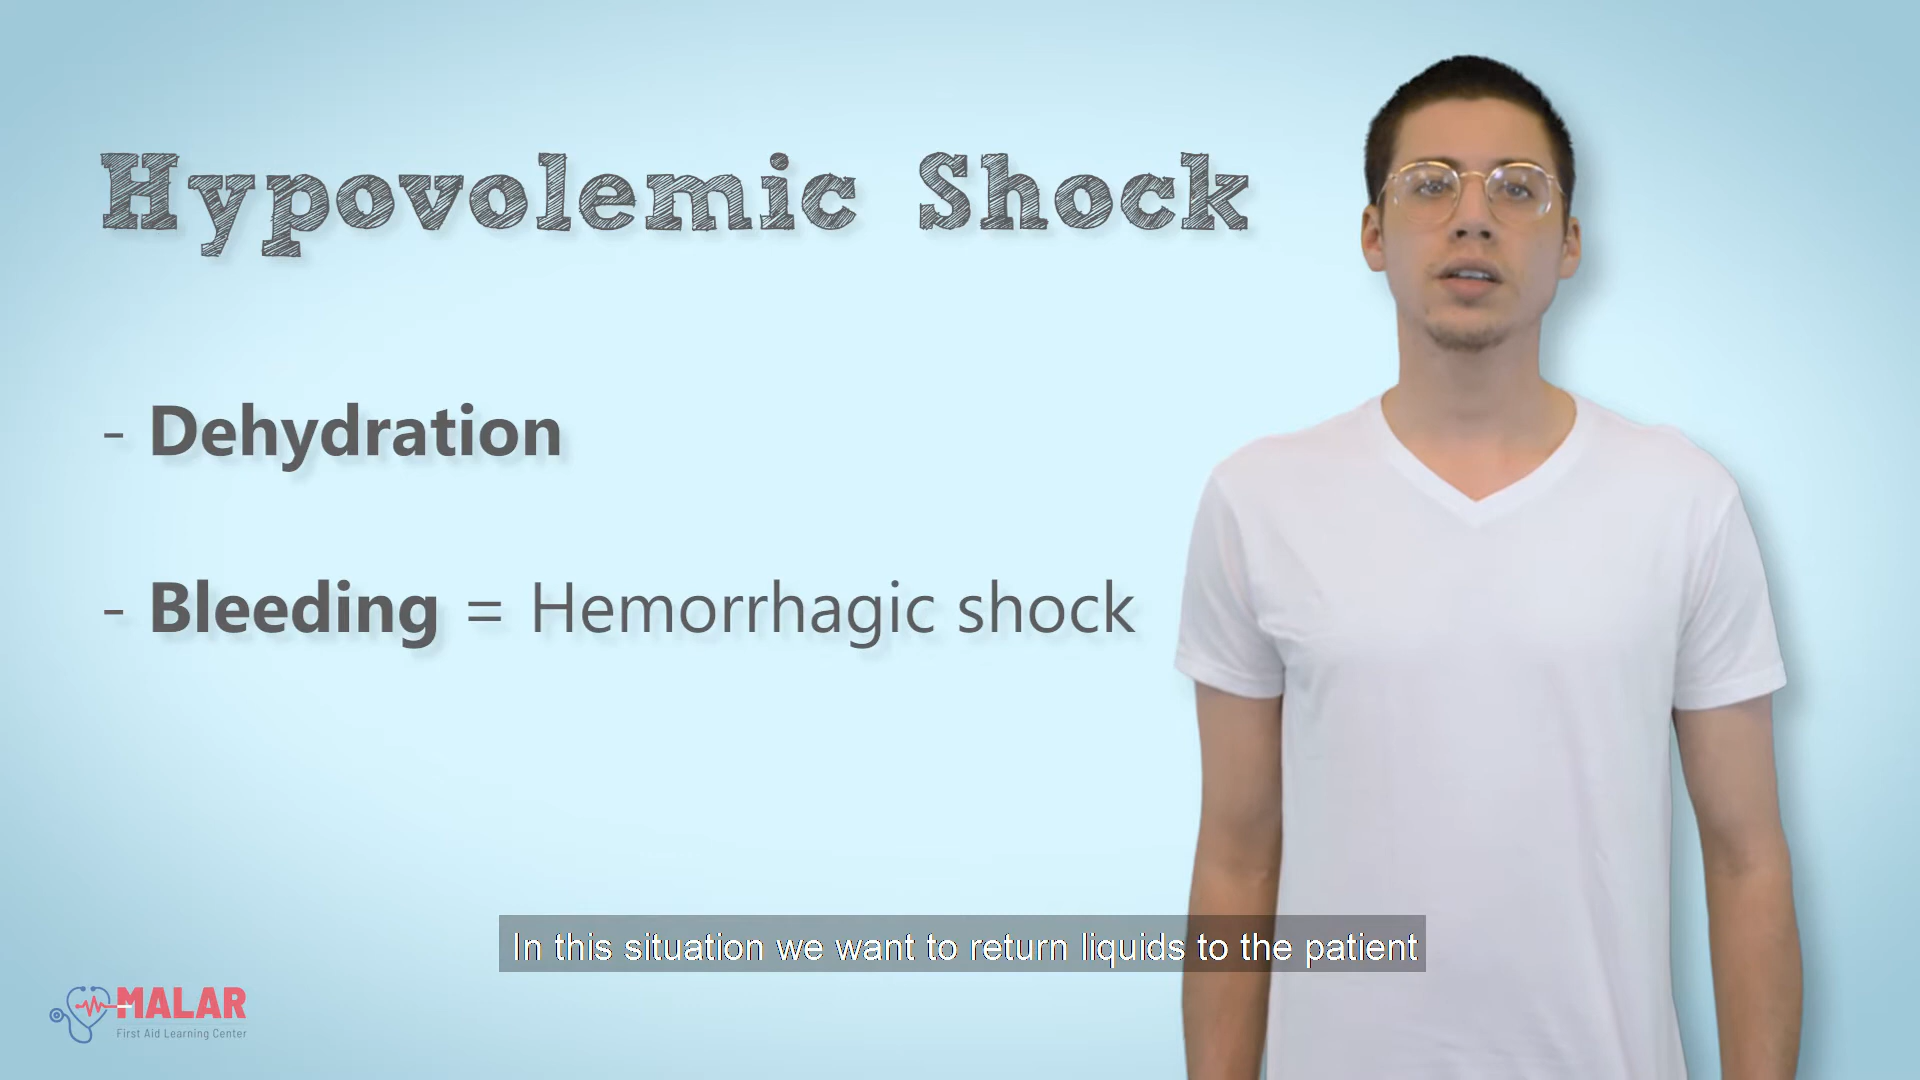 Hypovolemic Shock
- Dehydration
- Bleeding = Hemorrhagic shock
In this situation we want to return liquids to the patient
MALAR
First Aid Learning Center